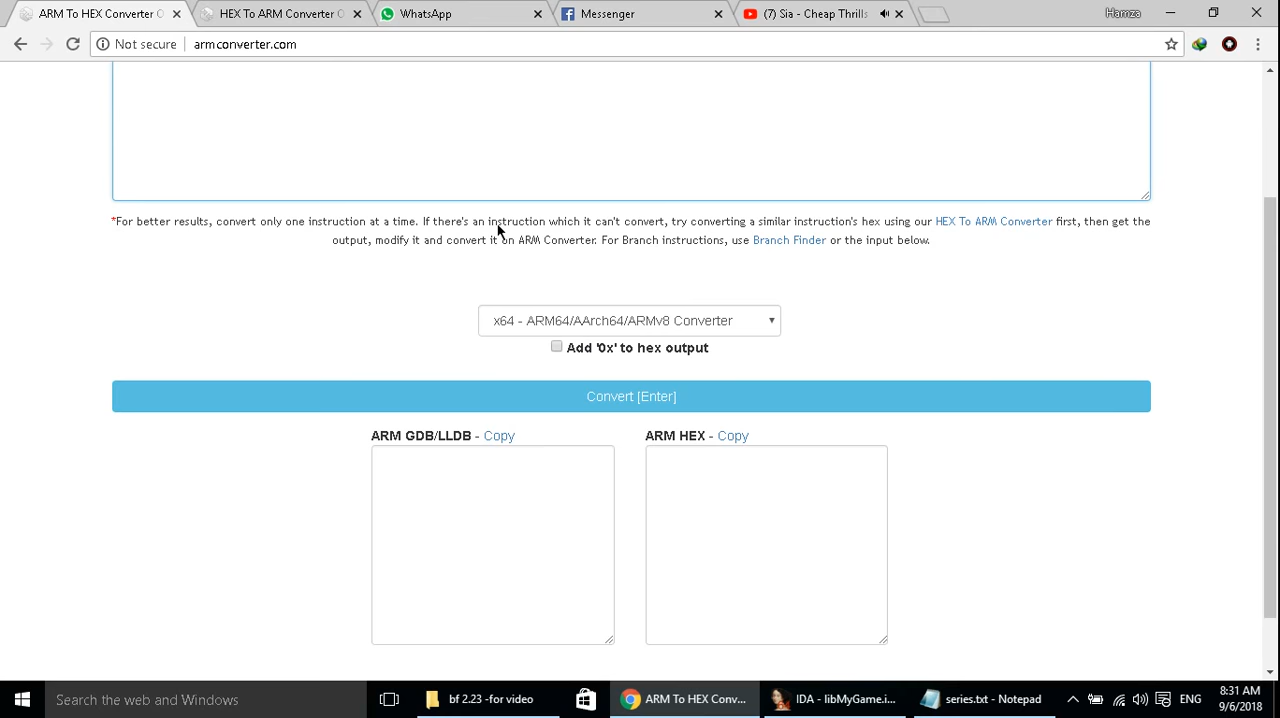 ARM To HEX Converter O
HEX To ARM Converter O
WhatsApp
Messenger
(7) Sia - Cheap Thrills
Hamza
Not secure
armconverter.com
*For better results, convert only one instruction at a time. If there's an instruction which it can't convert, try converting a similar instruction's hex using our HEX To ARM Converter first, then get the
output, modify it and convert it on ARM Converter. For Branch instructions, use Branch Finder or the input below.
x64 - ARM64/AArch64/ARMv8 Converter
Add '0x' to hex output
Convert [Enter]
ARM GDB/LLDB - Copy
ARM HEX - Copy
Search the web and Windows
bf 2.23 -for video
ARM To HEX Conv...
IDA - libMyGame.i...
series.txt - Notepad
ENG
8:31 AM
9/6/2018